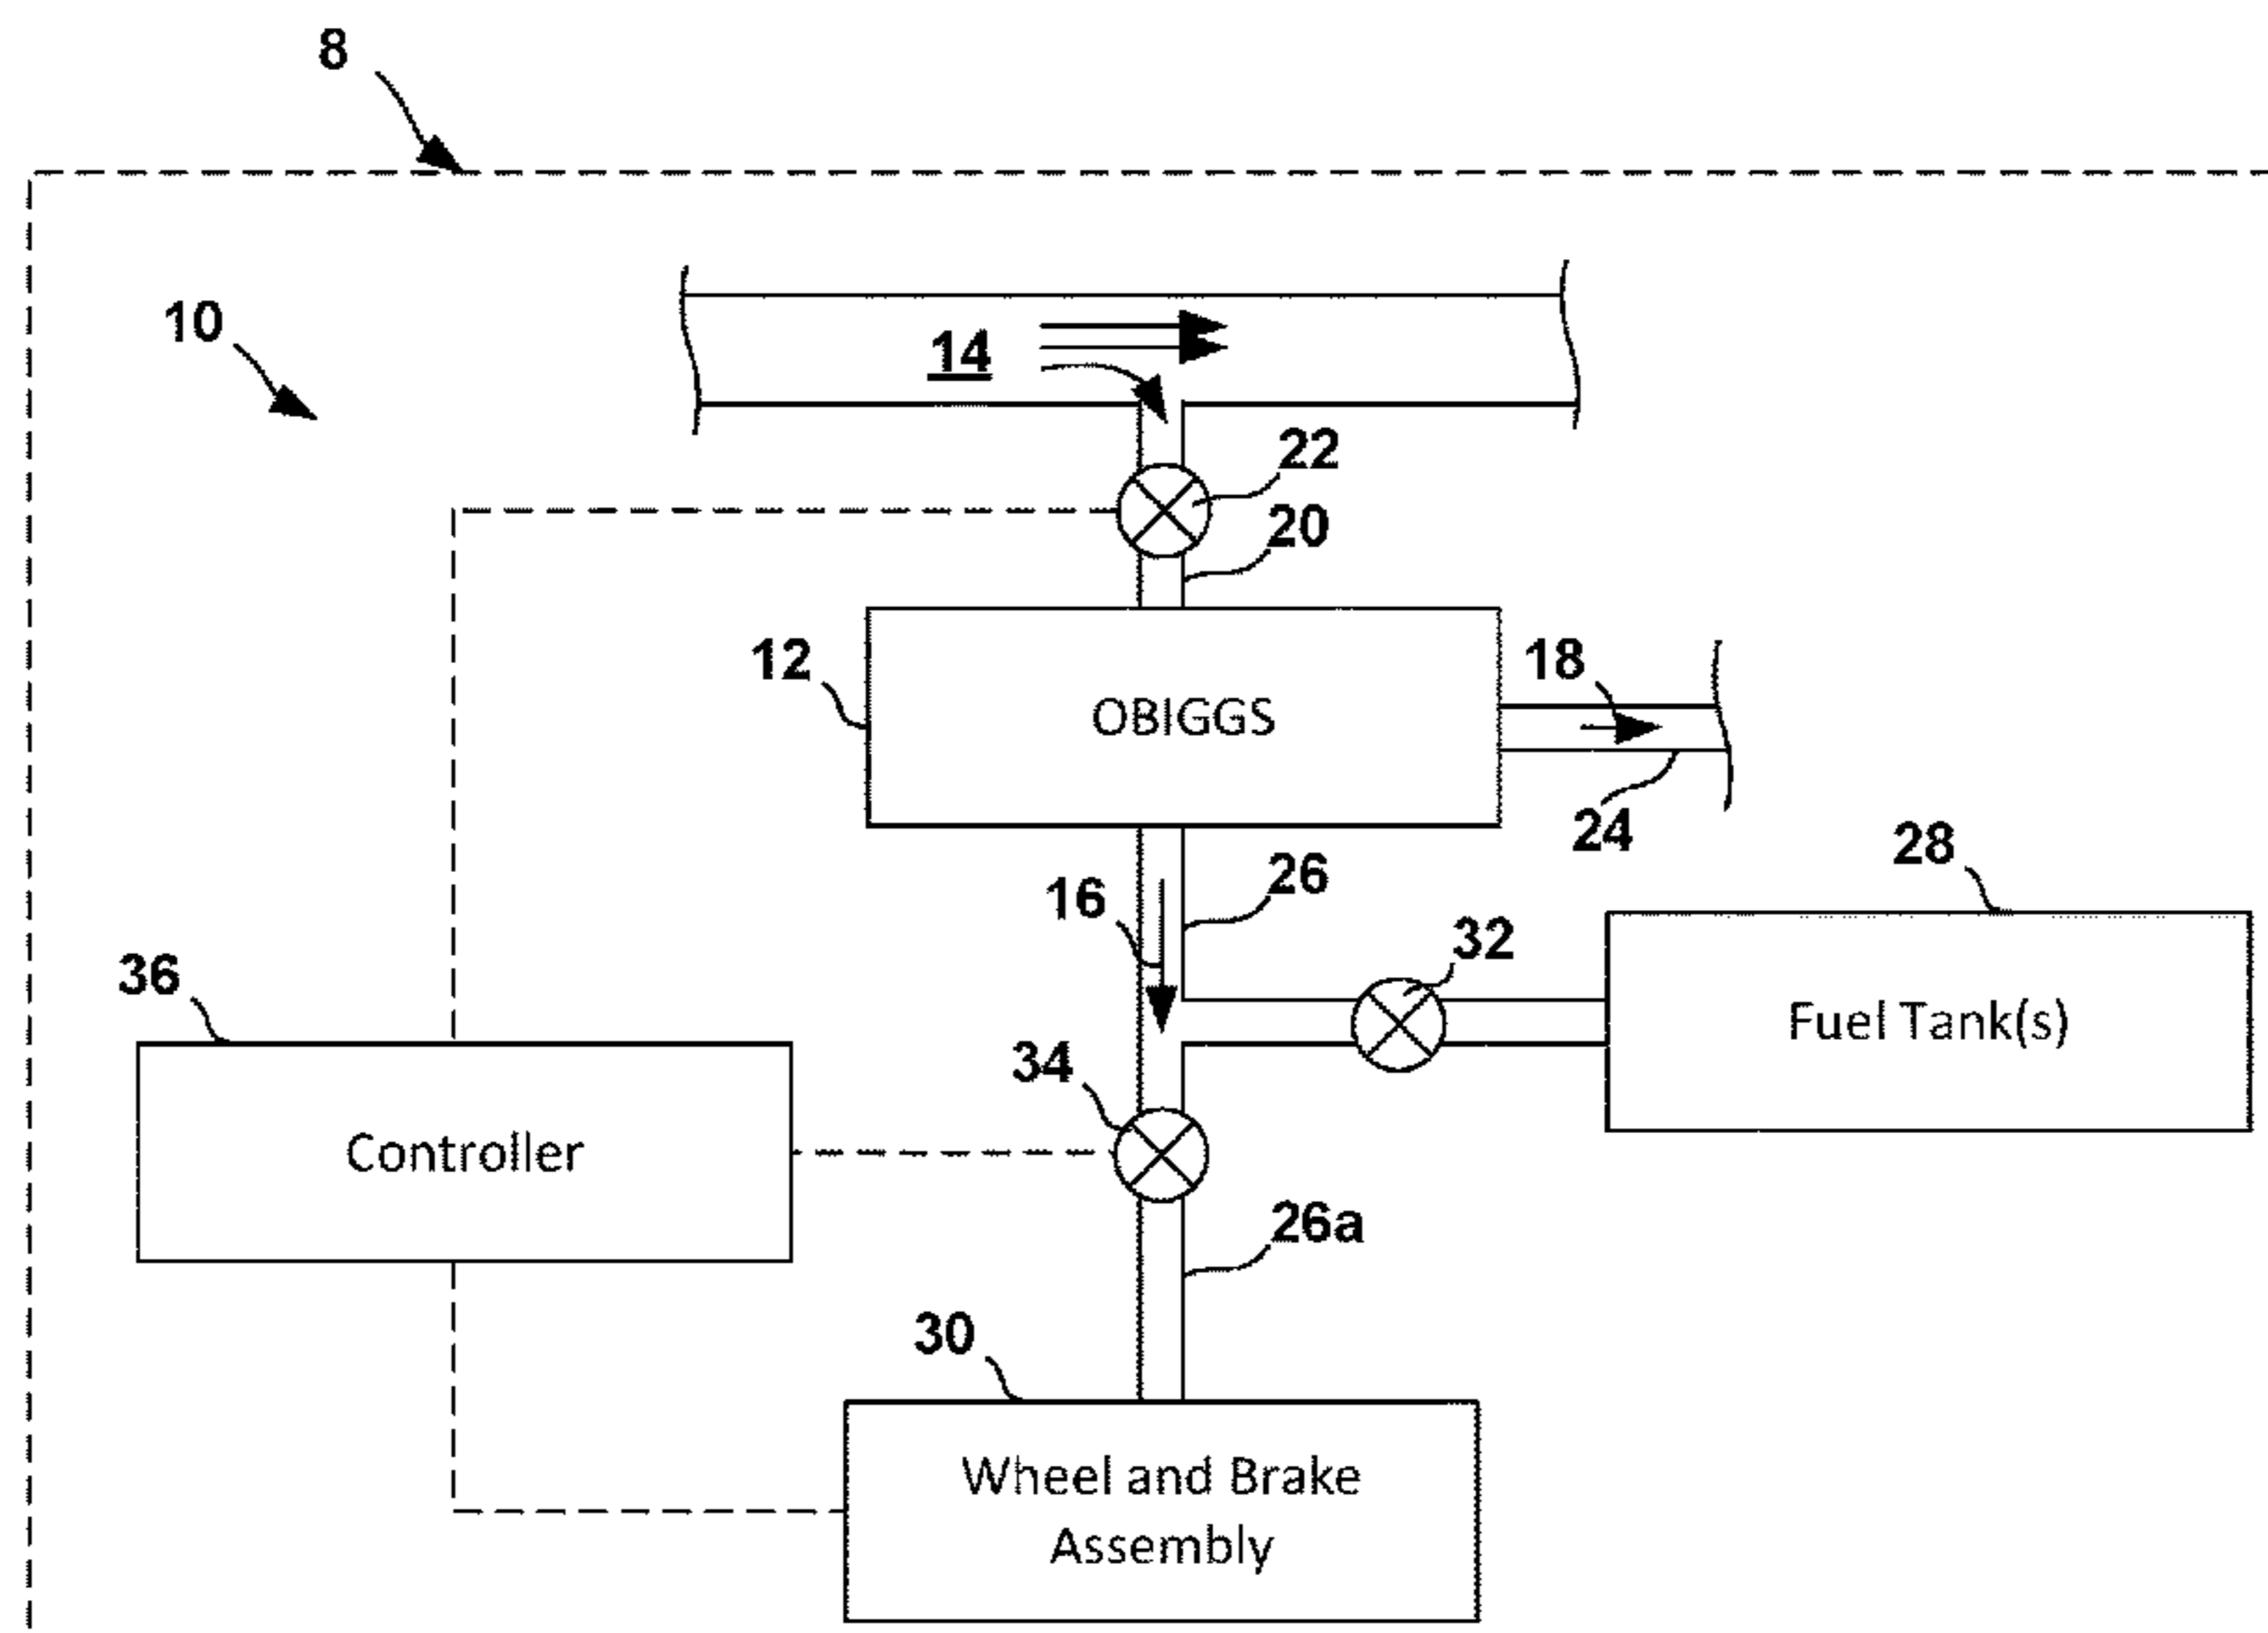 8
10
14
22
20
12
OBIGGS
18
24
28
26
16
32
Fuel Tank(s)
36
34
Controller
26a
30
Wheel and Brake
Assembly